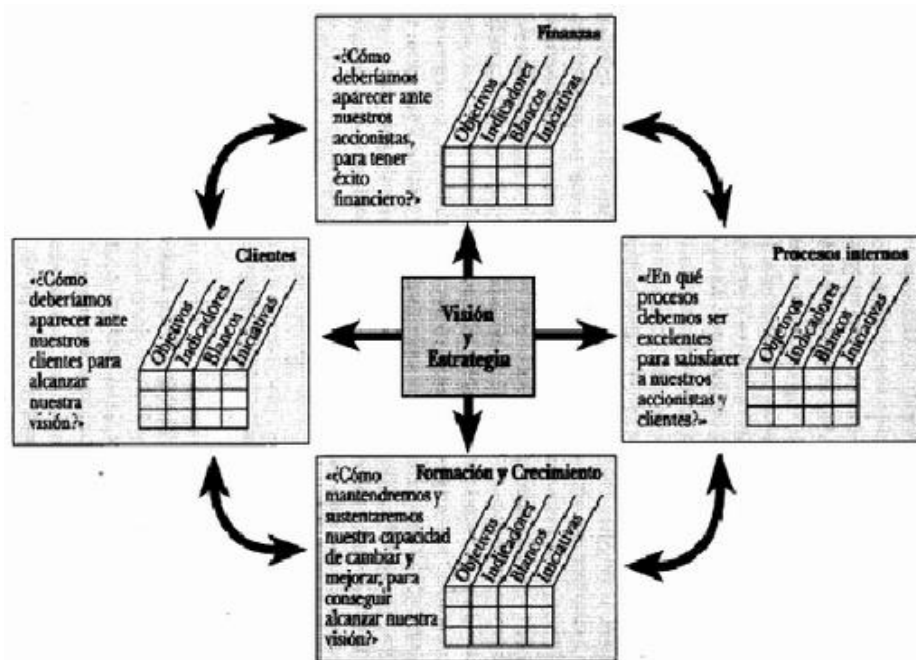 Finanzas
«¿Cómo
deberíamos
aparecer ante
nuestros
accionistas,
para tener
éxito
financiero?»
Objetivos
Indicadores
Blancos
Iniciativas
Clientes
«¿Cómo
deberíamos
aparecer ante
nuestros
clientes para
alcanzar
nuestra
visión?»
Objetivos
Indicadores
Blancos
Iniciativas
Visión
y
Estrategia
Procesos internos
«¿En qué
procesos
debemos ser
excelentes
para satisfacer
a nuestros
accionistas y
clientes?»
Objetivos
Indicadores
Blancos
Iniciativas
Formación y Crecimiento
«¿Cómo
mantendremos y
sustentaremos
nuestra capacidad
de cambiar y
mejorar, para
conseguir
alcanzar nuestra
visión?»
Objetivos
Indicadores
Blancos
Iniciativas